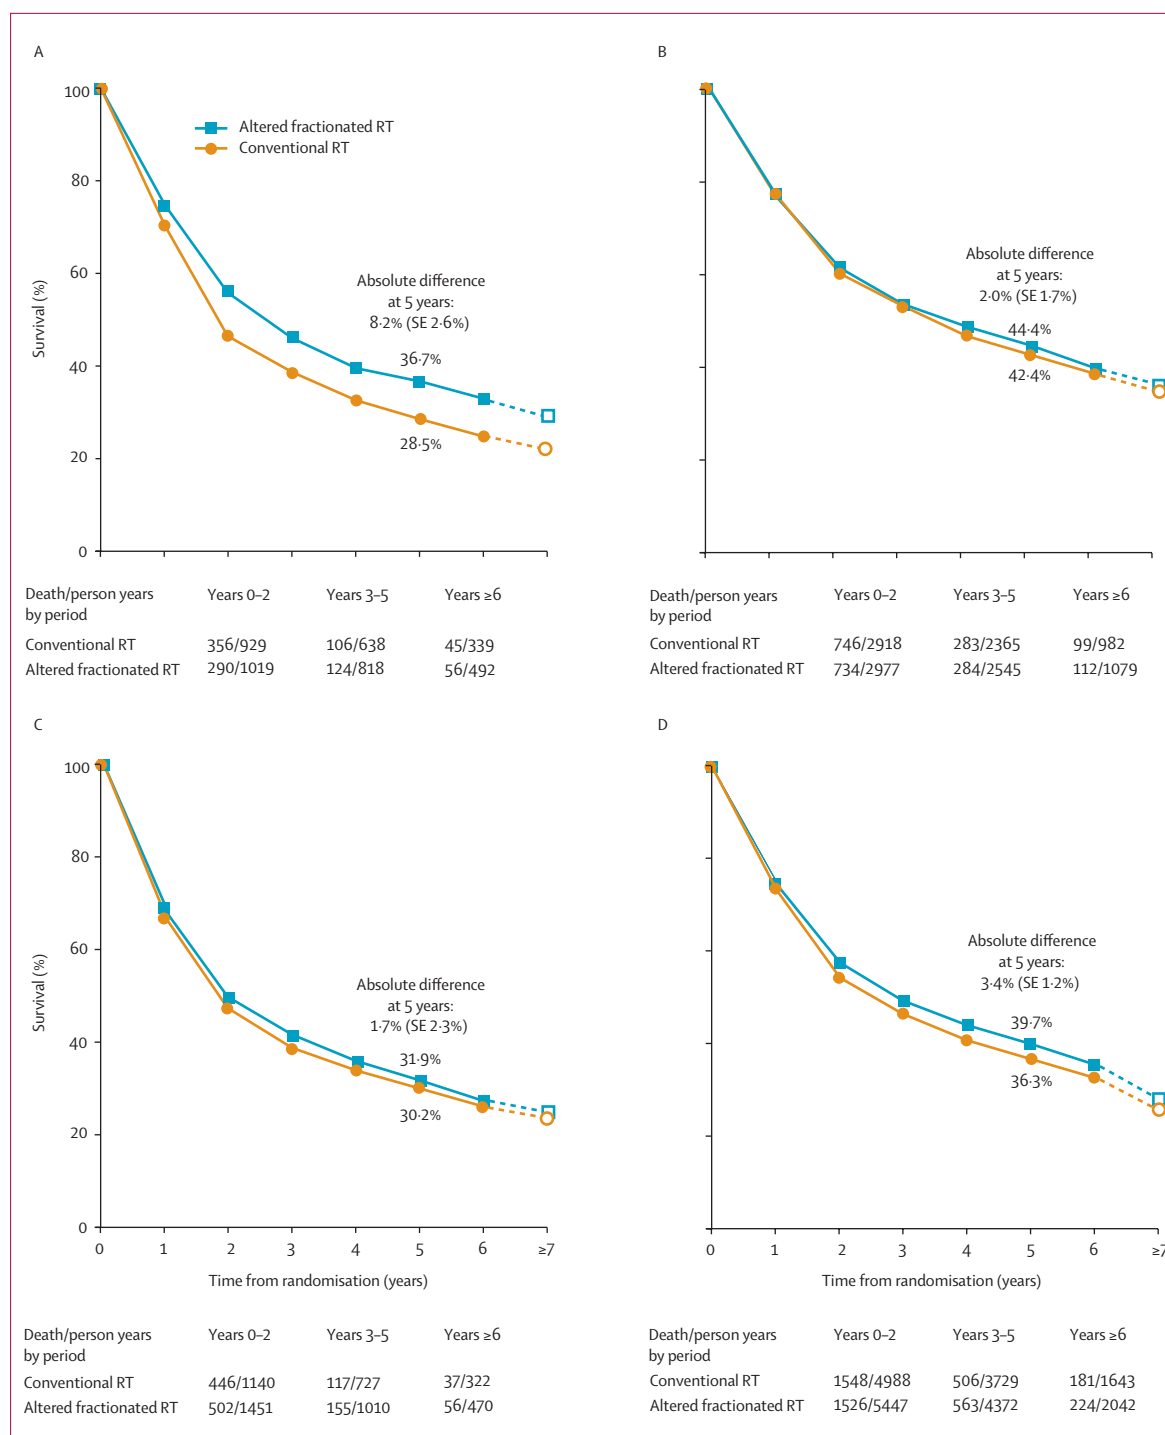 A
100
80
60
40
20
0
Survival (%)
Altered fractionated RT
Conventional RT
Absolute difference
at 5 years:
8·2% (SE 2·6%)
36·7%
28·5%
Death/person years by period Years 0–2 Years 3–5 Years ≥6
Conventional RT 356/929 106/638 45/339
Altered fractionated RT 290/1019 124/818 56/492
B
Absolute difference
at 5 years:
2·0% (SE 1·7%)
44·4%
42·4%
Death/person years by period Years 0–2 Years 3–5 Years ≥6
Conventional RT 746/2918 283/2365 99/982
Altered fractionated RT 734/2977 284/2545 112/1079
C
100
80
60
40
20
0
Survival (%)
Absolute difference
at 5 years:
1·7% (SE 2·3%)
31·9%
30·2%
0 1 2 3 4 5 6 ≥7
Time from randomisation (years)
Death/person years by period Years 0–2 Years 3–5 Years ≥6
Conventional RT 446/1140 117/727 37/322
Altered fractionated RT 502/1451 155/1010 56/470
D
Absolute difference
at 5 years:
3·4% (SE 1·2%)
39·7%
36·3%
0 1 2 3 4 5 6 ≥7
Time from randomisation (years)
Death/person years by period Years 0–2 Years 3–5 Years ≥6
Conventional RT 1548/4988 506/3729 181/1643
Altered fractionated RT 1526/5447 563/4372 224/2042